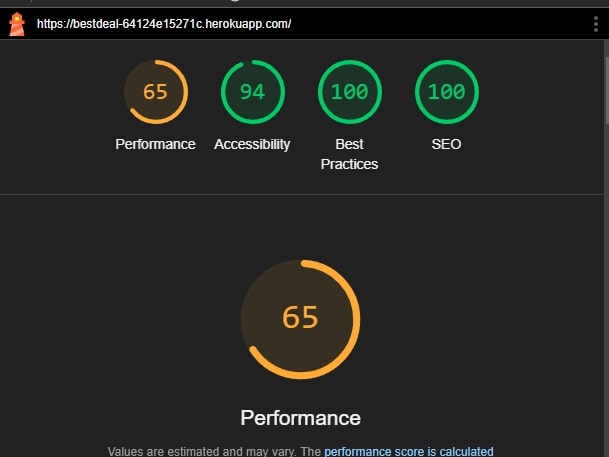 https://bestdeal-64124e15271c.herokuapp.com/
65
94
100
100
Performance
Accessibility
Best
Practices
SEO
65
Performance
Values are estimated and may vary. The performance score is calculated